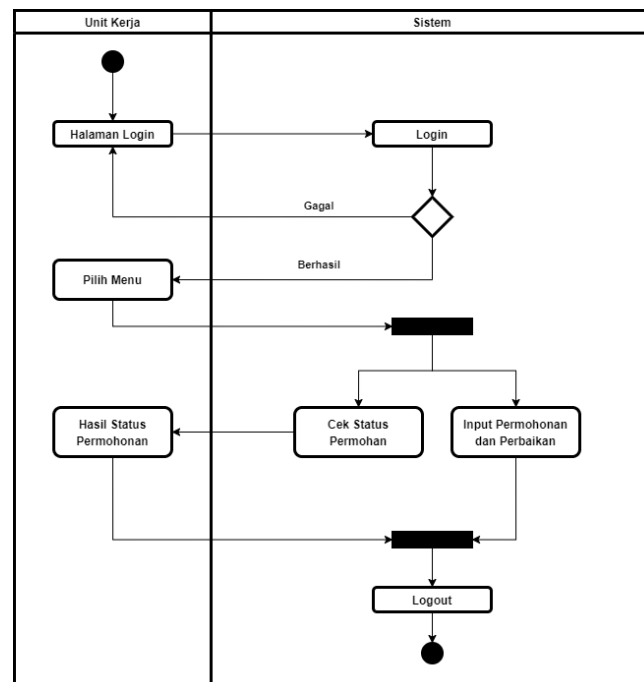 Unit Kerja
Sistem
Halaman Login
Login
Gagal
Berhasil
Pilih Menu
Hasil Status
Permohonan
Cek Status
Permohan
Input Permohonan
dan Perbaikan
Logout